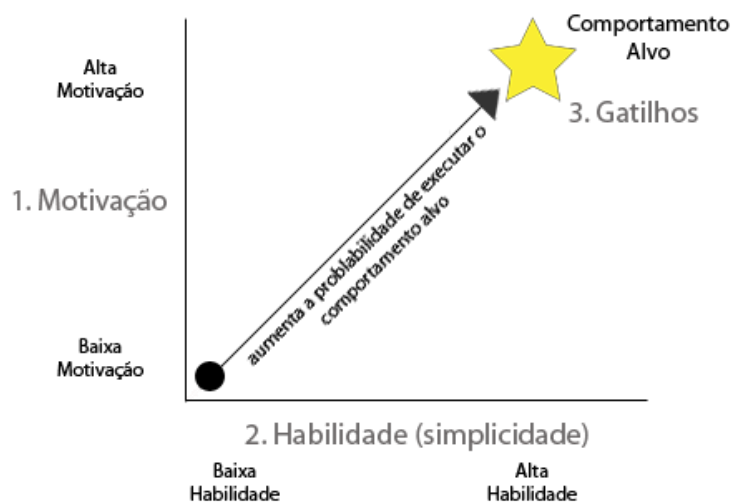 Comportamento
Alvo
Alta
Motivação
3. Gatilhos
1. Motivação
aumenta a problabilidade de executar o
comportamento alvo
Baixa
Motivação
2. Habilidade (simplicidade)
Baixa
Habilidade
Alta
Habilidade